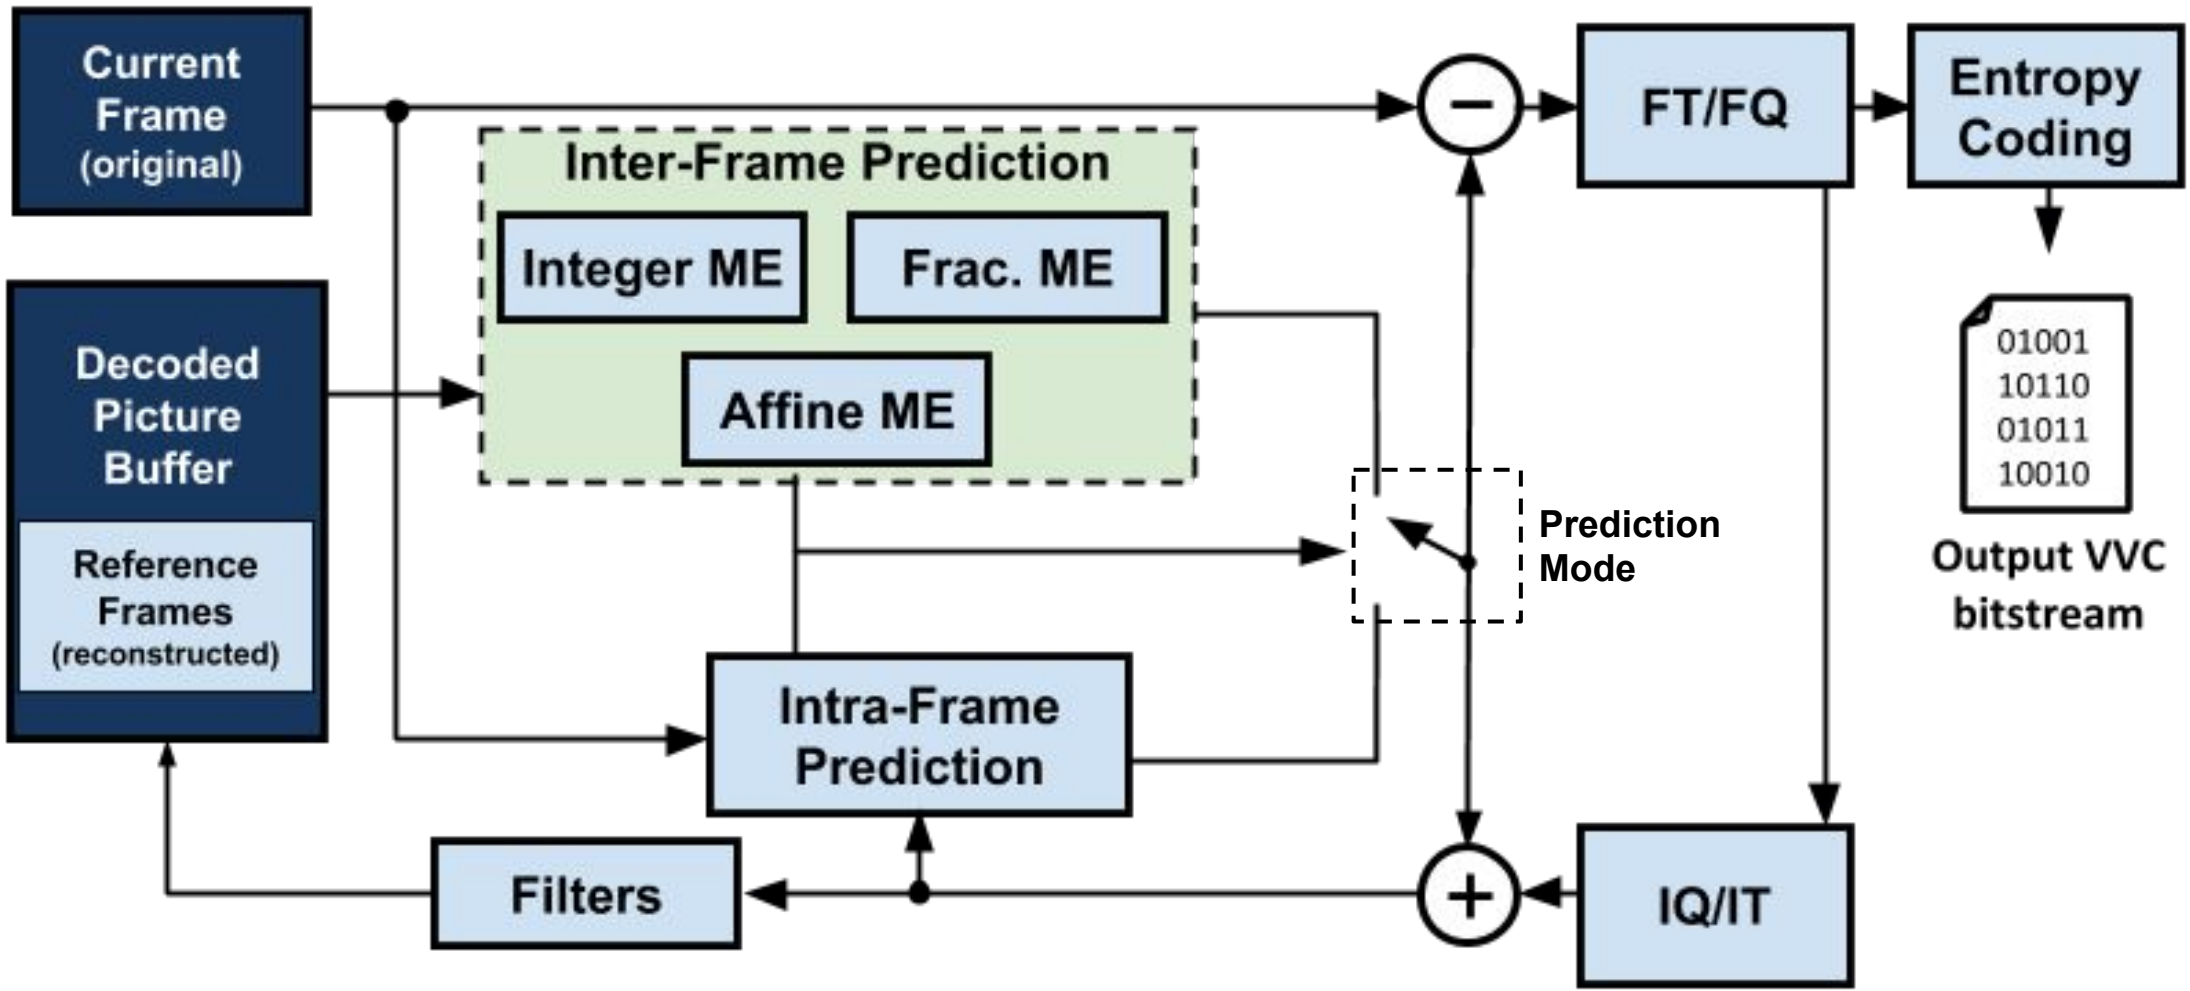 Current
Frame
(original)
Inter-Frame Prediction
Integer ME
Frac. ME
Affine ME
−
FT/FQ
Entropy
Coding
Decoded
Picture
Buffer
Reference
Frames
(reconstructed)
Prediction
Mode
01001
10110
01011
10010
Output VVC
bitstream
Intra-Frame
Prediction
Filters
+
IQ/IT